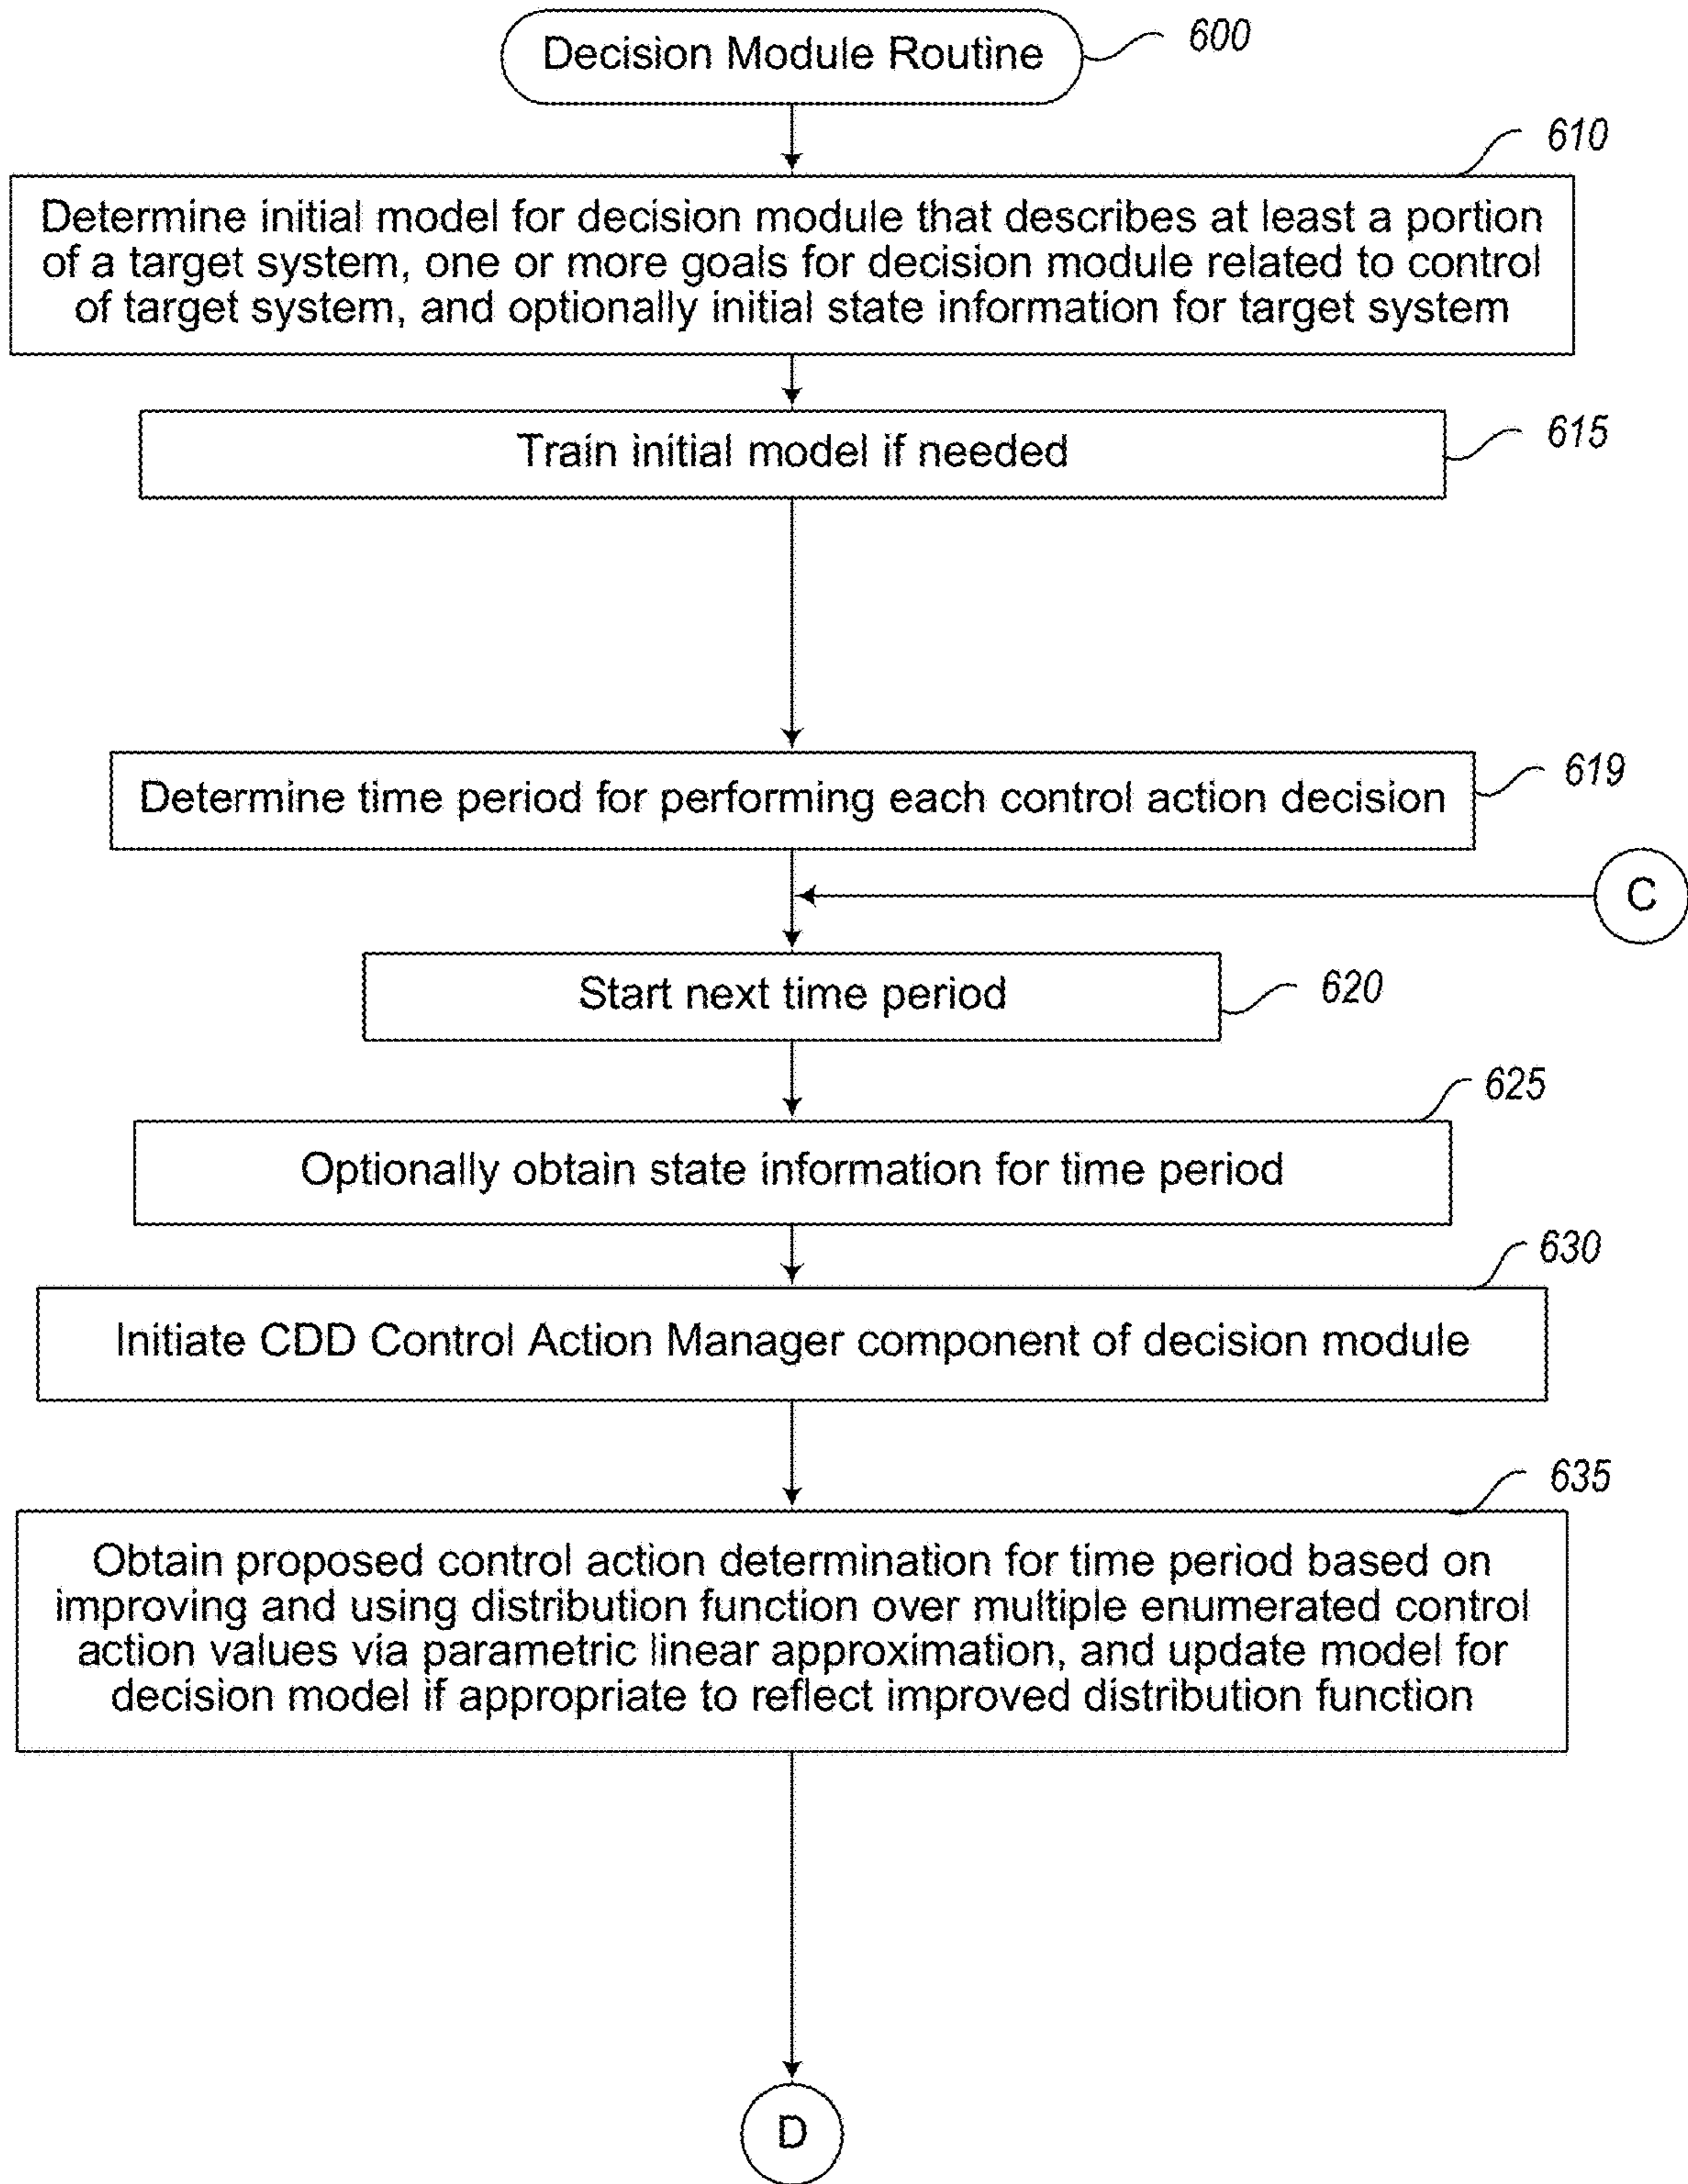 Decision Module Routine
600
610
Determine initial model for decision module that describes at least a portion
of a target system, one or more goals for decision module related to control
of target system, and optionally initial state information for target system
Train initial model if needed
615
Determine time period for performing each control action decision
619
C
Start next time period
620
625
Optionally obtain state information for time period
630
Initiate CDD Control Action Manager component of decision module
635
Obtain proposed control action determination for time period based on
improving and using distribution function over multiple enumerated control
action values via parametric linear approximation, and update model for
decision model if appropriate to reflect improved distribution function
D